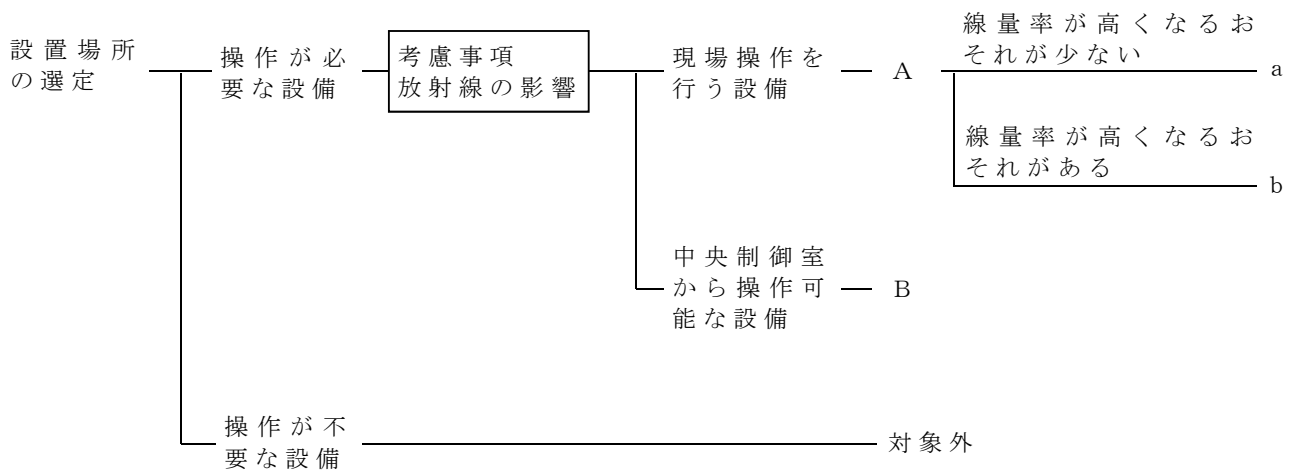 設置場所
の選定
操作が必
要な設備
考慮事項
放射線の影響
現場操作を
行う設備
A
線量率が高くなるお
それが少ない
a
線量率が高くなるお
それがある
b
中央制御室
から操作可
能な設備
B
操作が不
要な設備
対象外